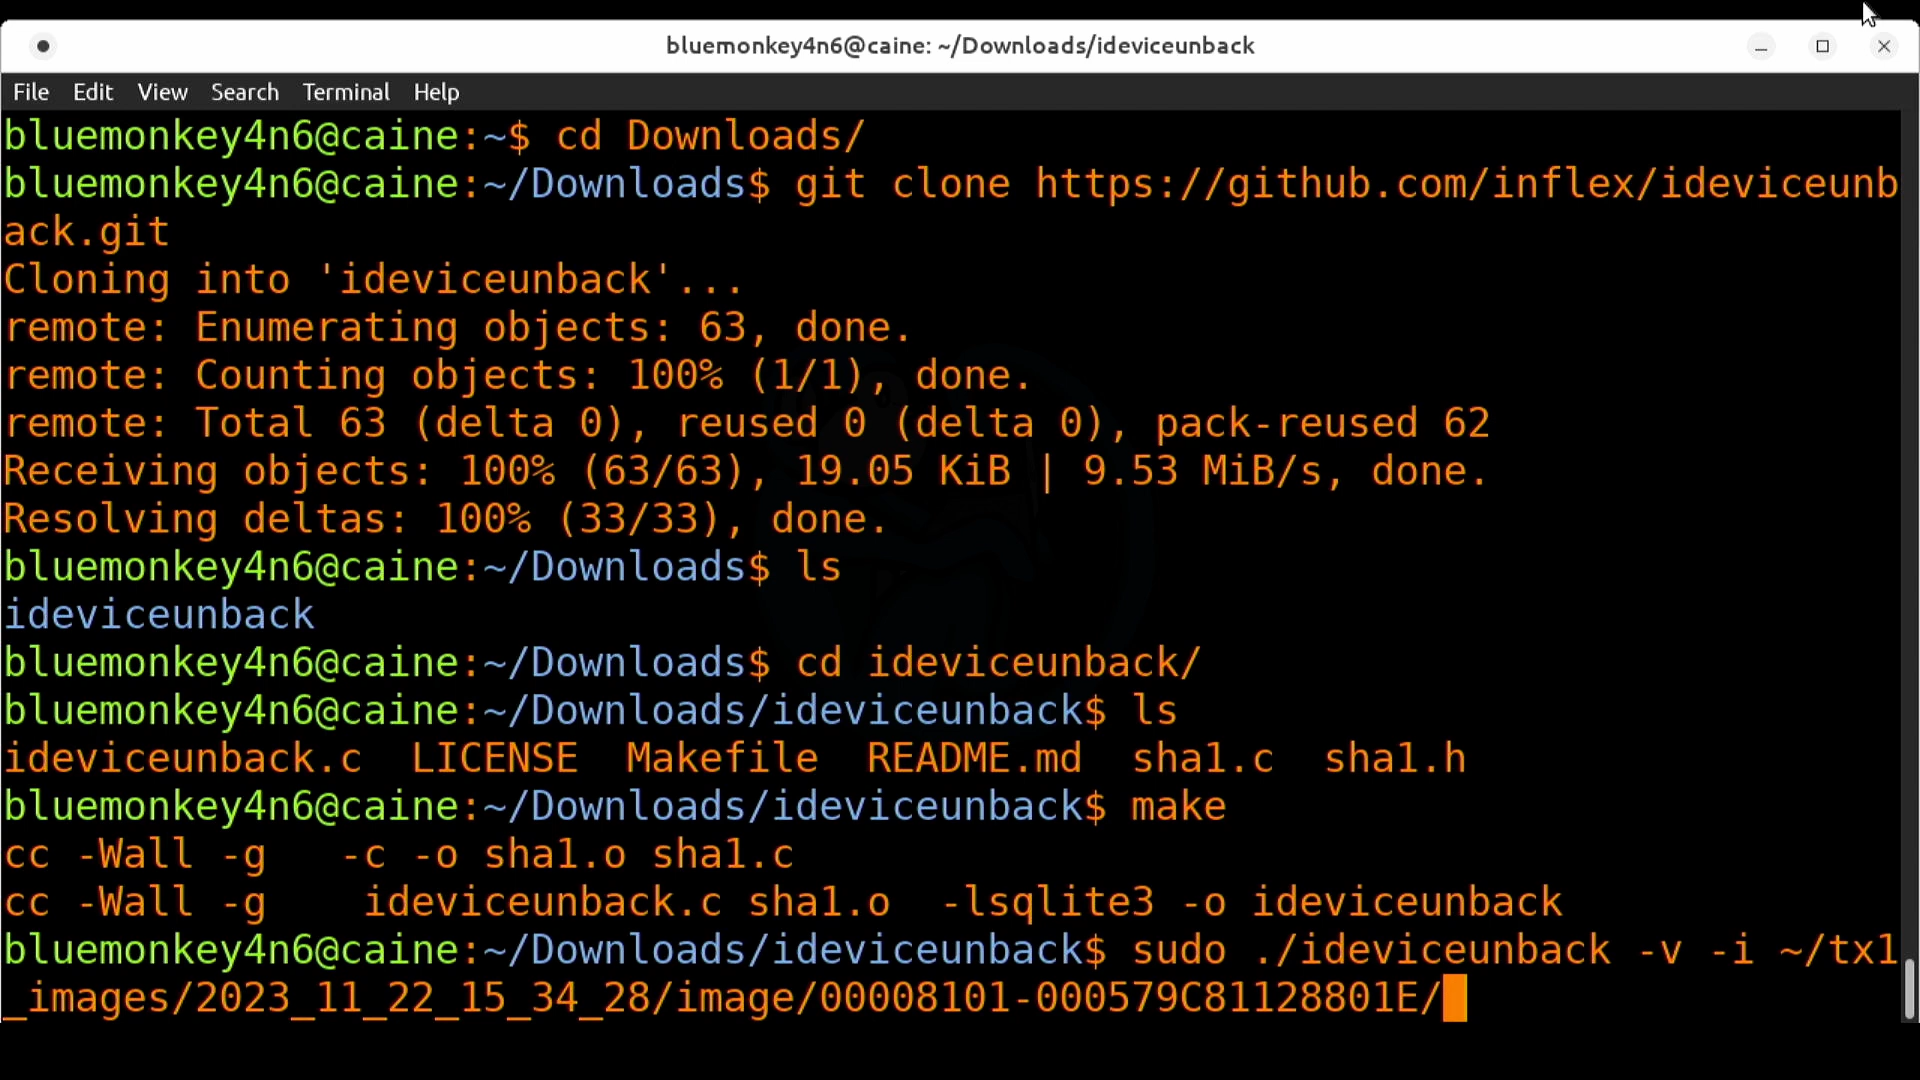 bluemonkey4n6@caine: ~/Downloads/ideviceunback
File Edit View Search Terminal Help
bluemonkey4n6@caine:~$ cd Downloads/
bluemonkey4n6@caine:~/Downloads$ git clone https://github.com/inflex/ideviceunb
ack.git
Cloning into 'ideviceunback'...
remote: Enumerating objects: 63, done.
remote: Counting objects: 100% (1/1), done.
remote: Total 63 (delta 0), reused 0 (delta 0), pack-reused 62
Receiving objects: 100% (63/63), 19.05 KiB | 9.53 MiB/s, done.
Resolving deltas: 100% (33/33), done.
bluemonkey4n6@caine:~/Downloads$ ls
ideviceunback
bluemonkey4n6@caine:~/Downloads$ cd ideviceunback/
bluemonkey4n6@caine:~/Downloads/ideviceunback$ ls
ideviceunback.c  LICENSE  Makefile  README.md  sha1.c  sha1.h
bluemonkey4n6@caine:~/Downloads/ideviceunback$ make
cc -Wall -g   -c -o sha1.o sha1.c
cc -Wall -g    ideviceunback.c sha1.o  -lsqlite3 -o ideviceunback
bluemonkey4n6@caine:~/Downloads/ideviceunback$ sudo ./ideviceunback -v -i ~/tx1
_images/2023_11_22_15_34_28/image/00008101-000579C81128801E/